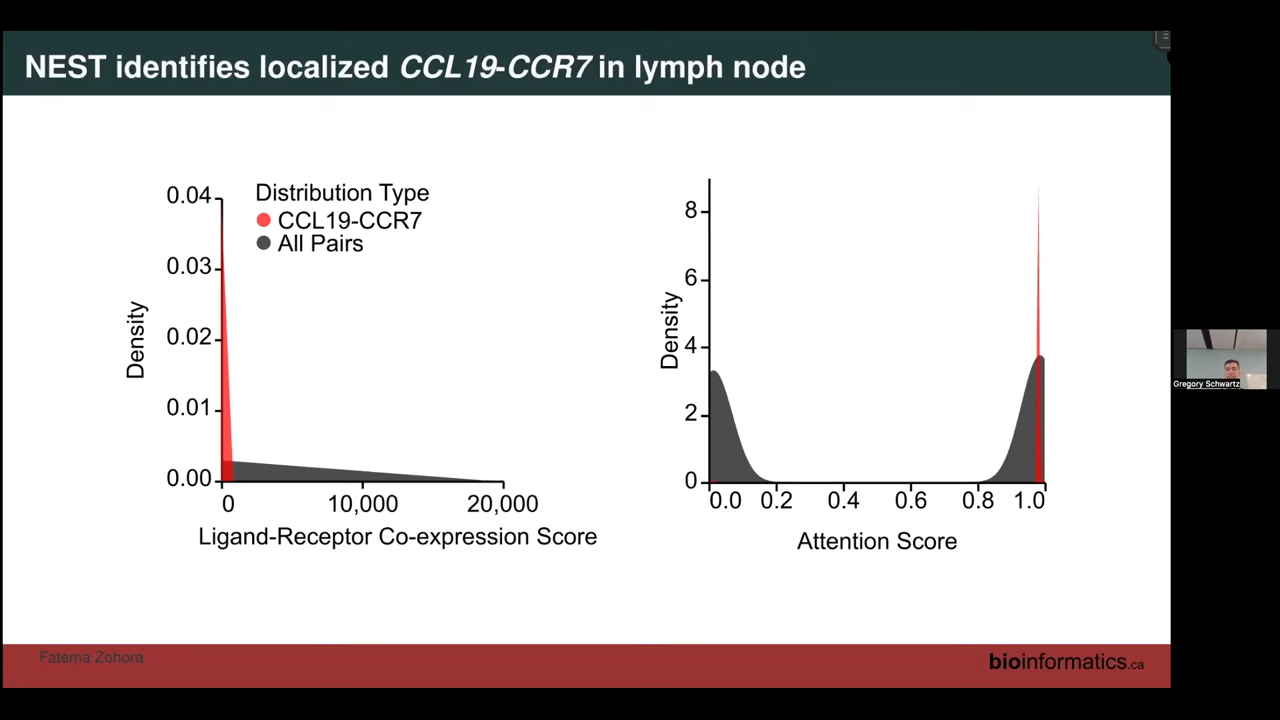 NEST identifies localized CCL19-CCR7 in lymph node
Distribution Type
CCL19-CCR7
All Pairs
Density
0.04
0.03
0.02
0.01
0.00
0
10,000
20,000
Ligand-Receptor Co-expression Score
Density
8
6
4
2
0
0.0
0.2
0.4
0.6
0.8
1.0
Attention Score
Gregory Schwartz
Fatema Zohora
bioinformatics.ca